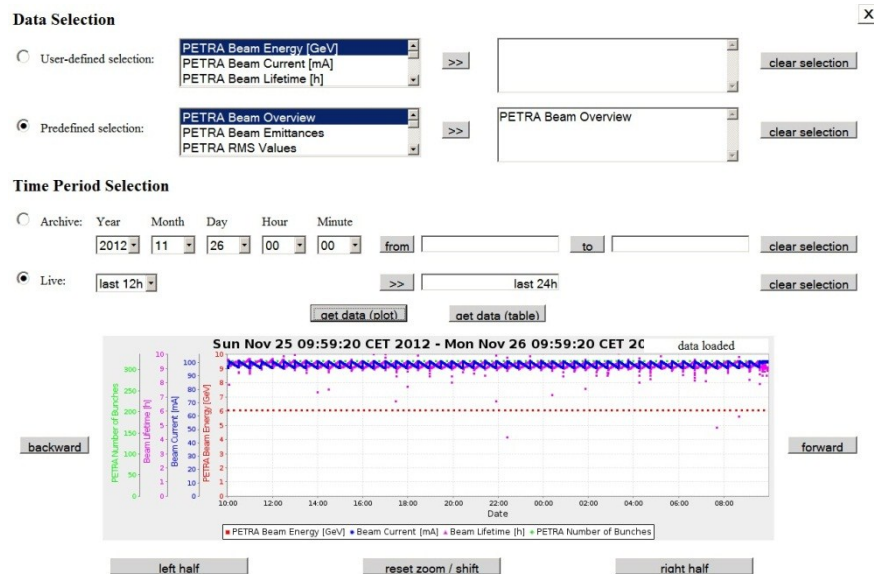 X
Data Selection
User-defined selection:
PETRA Beam Energy [GeV]
PETRA Beam Current [mA]
PETRA Beam Lifetime [h]
>>
clear selection
Predefined selection:
PETRA Beam Overview
PETRA Beam Emittances
PETRA RMS Values
>>
PETRA Beam Overview
clear selection
Time Period Selection
Archive: Year Month Day Hour Minute
2012 11 26 00 00 from to clear selection
Live: last 12h >> last 24h clear selection
get data (plot) get data (table)
Sun Nov 25 09:59:20 CET 2012 - Mon Nov 26 09:59:20 CET 20 data loaded
PETRA Number of Bunches
300
250
200
150
100
50
0
Beam Lifetime [h]
10
9
8
7
6
5
4
3
2
1
0
Beam Current [mA]
100
90
80
70
60
50
40
30
20
10
0
PETRA Beam Energy [GeV]
10
9
8
7
6
5
4
3
2
1
0
10:00 12:00 14:00 16:00 18:00 20:00 22:00 00:00 02:00 04:00 06:00 08:00
Date
PETRA Beam Energy [GeV] Beam Current [mA] Beam Lifetime [h] PETRA Number of Bunches
backward
forward
left half reset zoom / shift right half